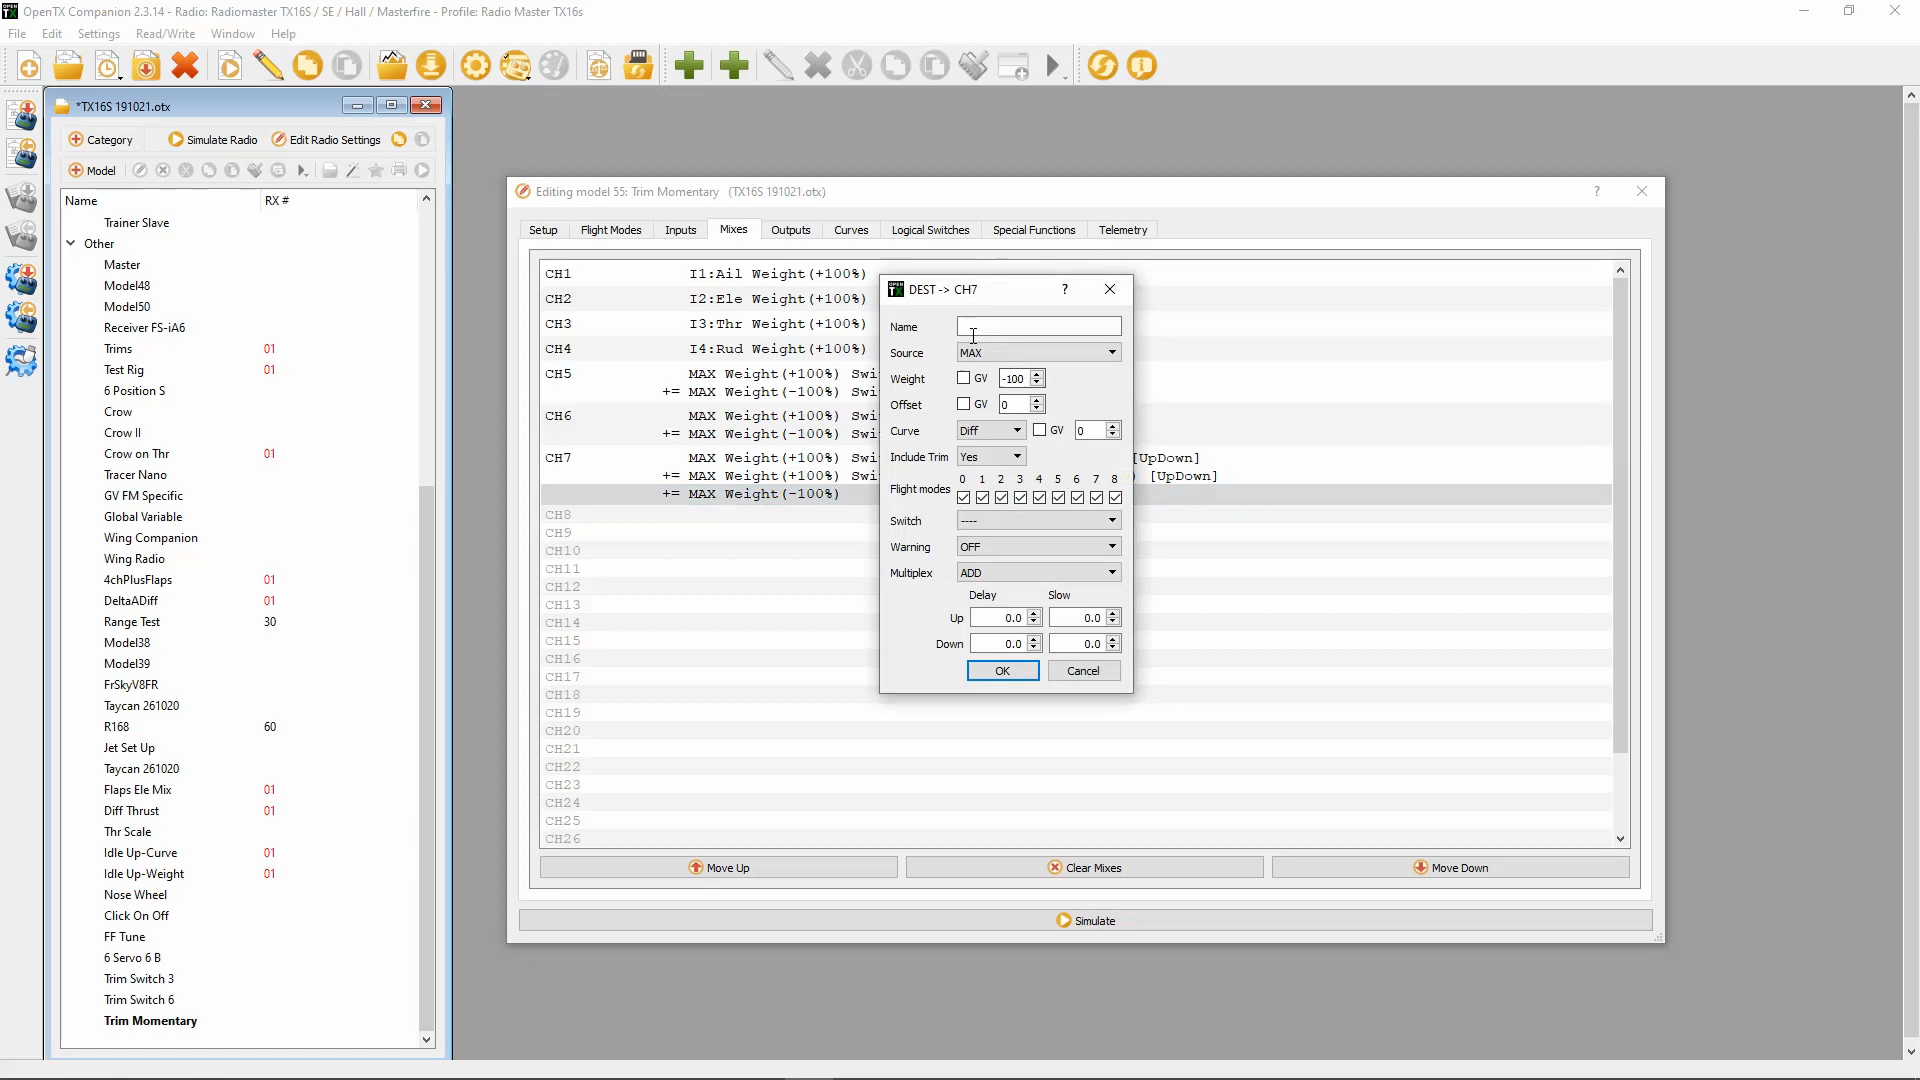 OpenTX Companion 2.3.14 - Radio: Radiomaster TX16S / SE / Hall / Masterfire - Profile: Radio Master TX16s
File Edit Settings Read/Write Window Help
*TX16S 191021.otx
Category Simulate Radio Edit Radio Settings
Model
Name RX #
Trainer Slave
Other
Master
Model48
Model50
Receiver FS-iA6
Trims 01
Test Rig 01
6 Position S
Crow
Crow II
Crow on Thr 01
Tracer Nano
GV FM Specific
Global Variable
Wing Companion
Wing Radio
4chPlusFlaps 01
DeltaADiff 01
Range Test 30
Model38
Model39
FrSkyV8FR
Taycan 261020
R168 60
Jet Set Up
Taycan 261020
Flaps Ele Mix 01
Diff Thrust 01
Thr Scale
Idle Up-Curve 01
Idle Up-Weight 01
Nose Wheel
Click On Off
FF Tune
6 Servo 6 B
Trim Switch 3
Trim Switch 6
Trim Momentary
Editing model 55: Trim Momentary (TX16S 191021.otx) ?
Setup Flight Modes Inputs Mixes Outputs Curves Logical Switches Special Functions Telemetry
CH1 I1:Ail Weight(+100%)
CH2 I2:Ele Weight(+100%)
CH3 I3:Thr Weight(+100%)
CH4 I4:Rud Weight(+100%)
CH5 MAX Weight(+100%) Swi
+= MAX Weight(-100%) Swi
CH6 MAX Weight(+100%) Swi
+= MAX Weight(-100%) Swi
CH7 MAX Weight(+100%) Swi [UpDown]
+= MAX Weight(+100%) Swi ) [UpDown]
+= MAX Weight(-100%)
CH8
CH9
CH10
CH11
CH12
CH13
CH14
CH15
CH16
CH17
CH18
CH19
CH20
CH21
CH22
CH23
CH24
CH25
CH26
Move Up Clear Mixes Move Down
Simulate
OPEN TX DEST -> CH7 ?
Name
Source MAX
Weight GV -100
Offset GV 0
Curve Diff GV 0
Include Trim Yes
0 1 2 3 4 5 6 7 8
Flight modes
Switch ----
Warning OFF
Multiplex ADD
Delay Slow
Up 0.0 0.0
Down 0.0 0.0
OK Cancel